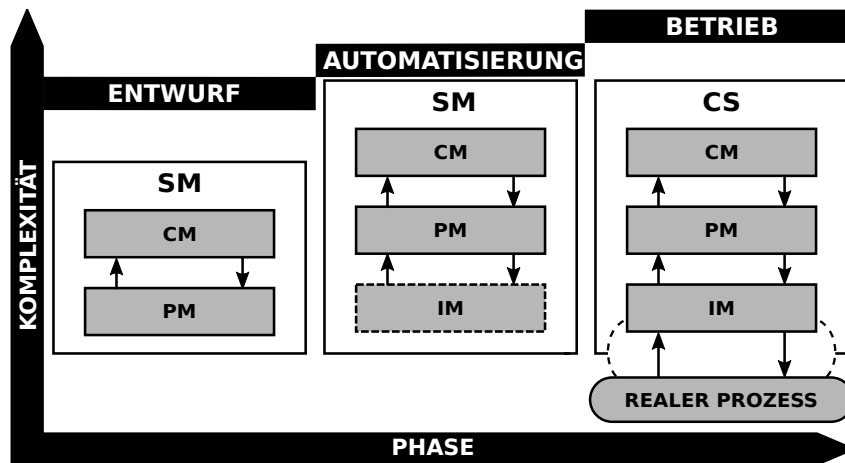 BETRIEB
AUTOMATISIERUNG
ENTWURF
SM
CM
PM
SM
CM
PM
IM
CS
CM
PM
IM
REALER PROZESS
KOMPLEXITÄT
PHASE